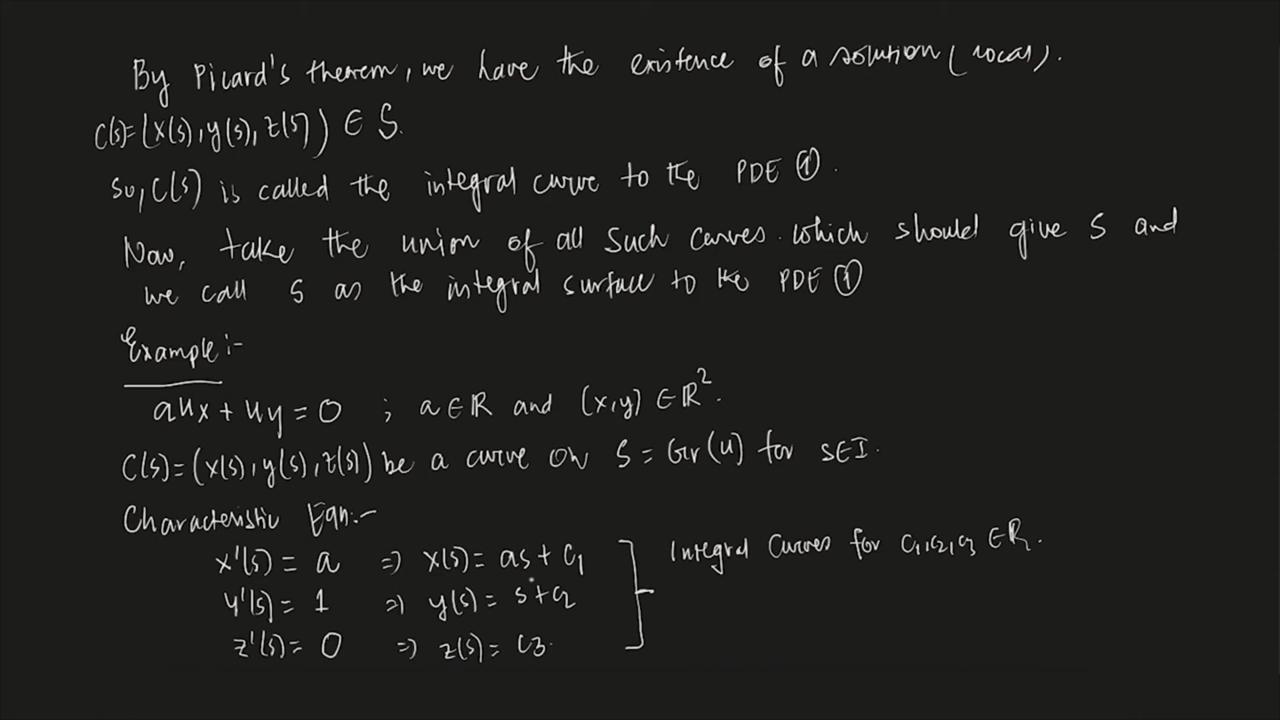 By Picard's theorem, we have the existence of a solution (local).
C(s)=(x(s), y(s), z(s)) ∈ S.
So, C(s) is called the integral curve to the PDE ①.
Now, take the union of all such curves. which should give S and
we call S as the integral surface to the PDE ①
Example:-
aux + uy = 0 ; a∈ℝ and (x,y) ∈ ℝ².
C(s)=(x(s), y(s), z(s)) be a curve on S = Gr(u) for s∈I.
Characteristic Eqn:-
x'(s) = a ⇒ x(s) = as + c₁
y'(s) = 1 ⇒ y(s) = s+c₂
z'(s) = 0 ⇒ z(s) = c₃.
Integral Curves for c₁,c₂,c₃ ∈ℝ.